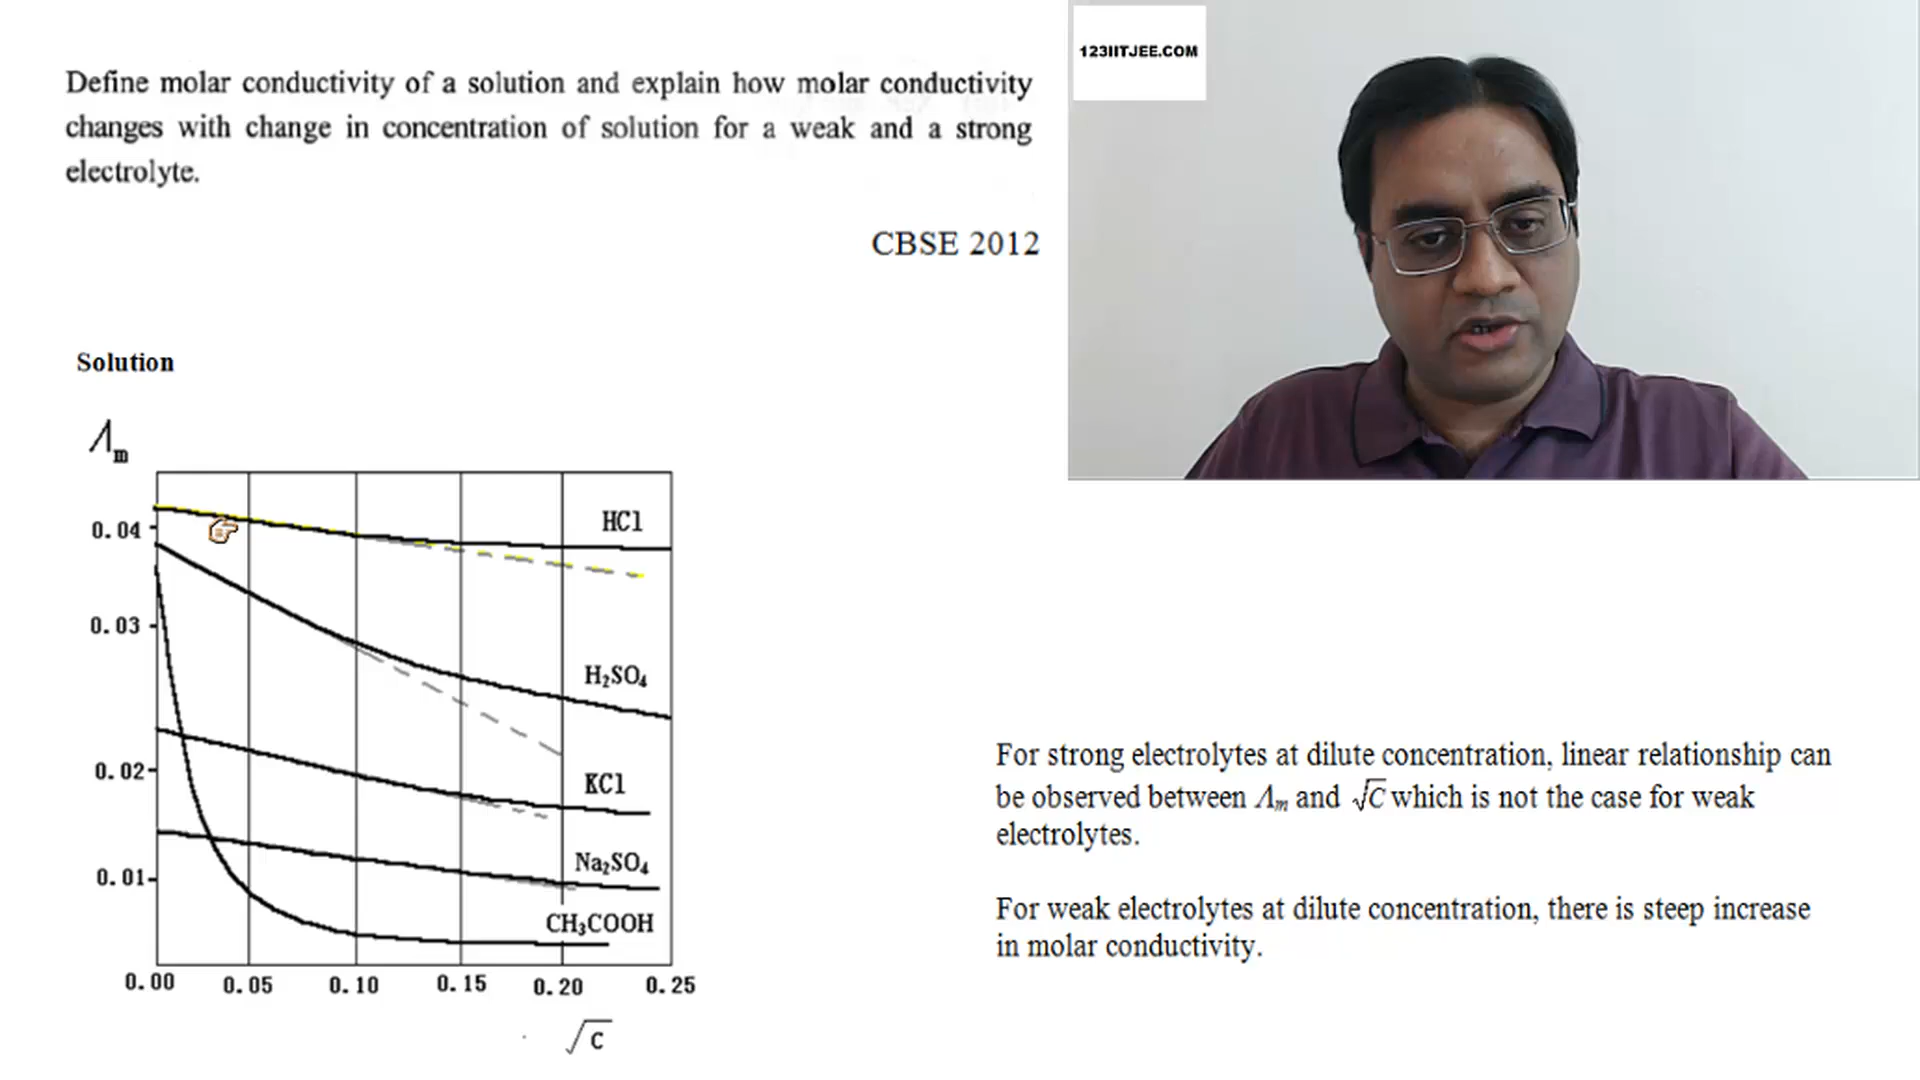 123IITJEE.COM
Define molar conductivity of a solution and explain how molar conductivity
changes with change in concentration of solution for a weak and a strong
electrolyte.
CBSE 2012
Solution
Λm
0.04
0.03
0.02
0.01
HCl
H₂SO₄
KCl
Na₂SO₄
CH₃COOH
0.00 0.05 0.10 0.15 0.20 0.25
√C
For strong electrolytes at dilute concentration, linear relationship can
be observed between Λm and √C which is not the case for weak
electrolytes.
For weak electrolytes at dilute concentration, there is steep increase
in molar conductivity.